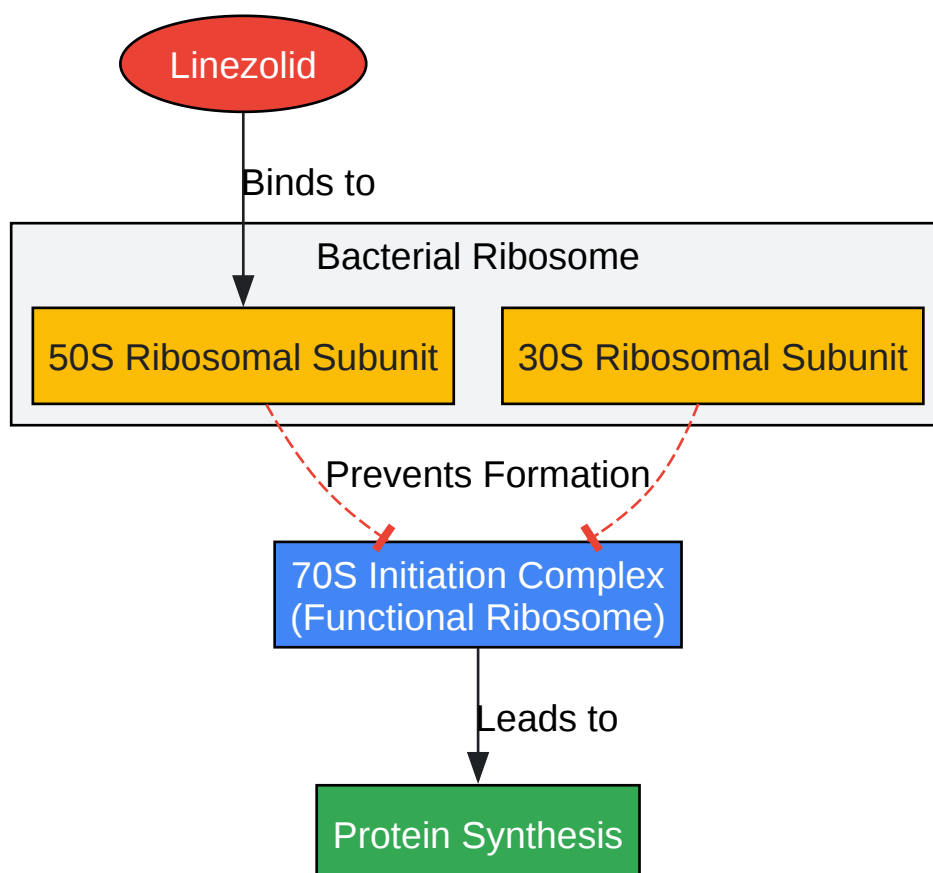 Linezolid
Binds to
Bacterial Ribosome
50S Ribosomal Subunit
30S Ribosomal Subunit
Prevents Formation
70S Initiation Complex
(Functional Ribosome)
Leads to
Protein Synthesis